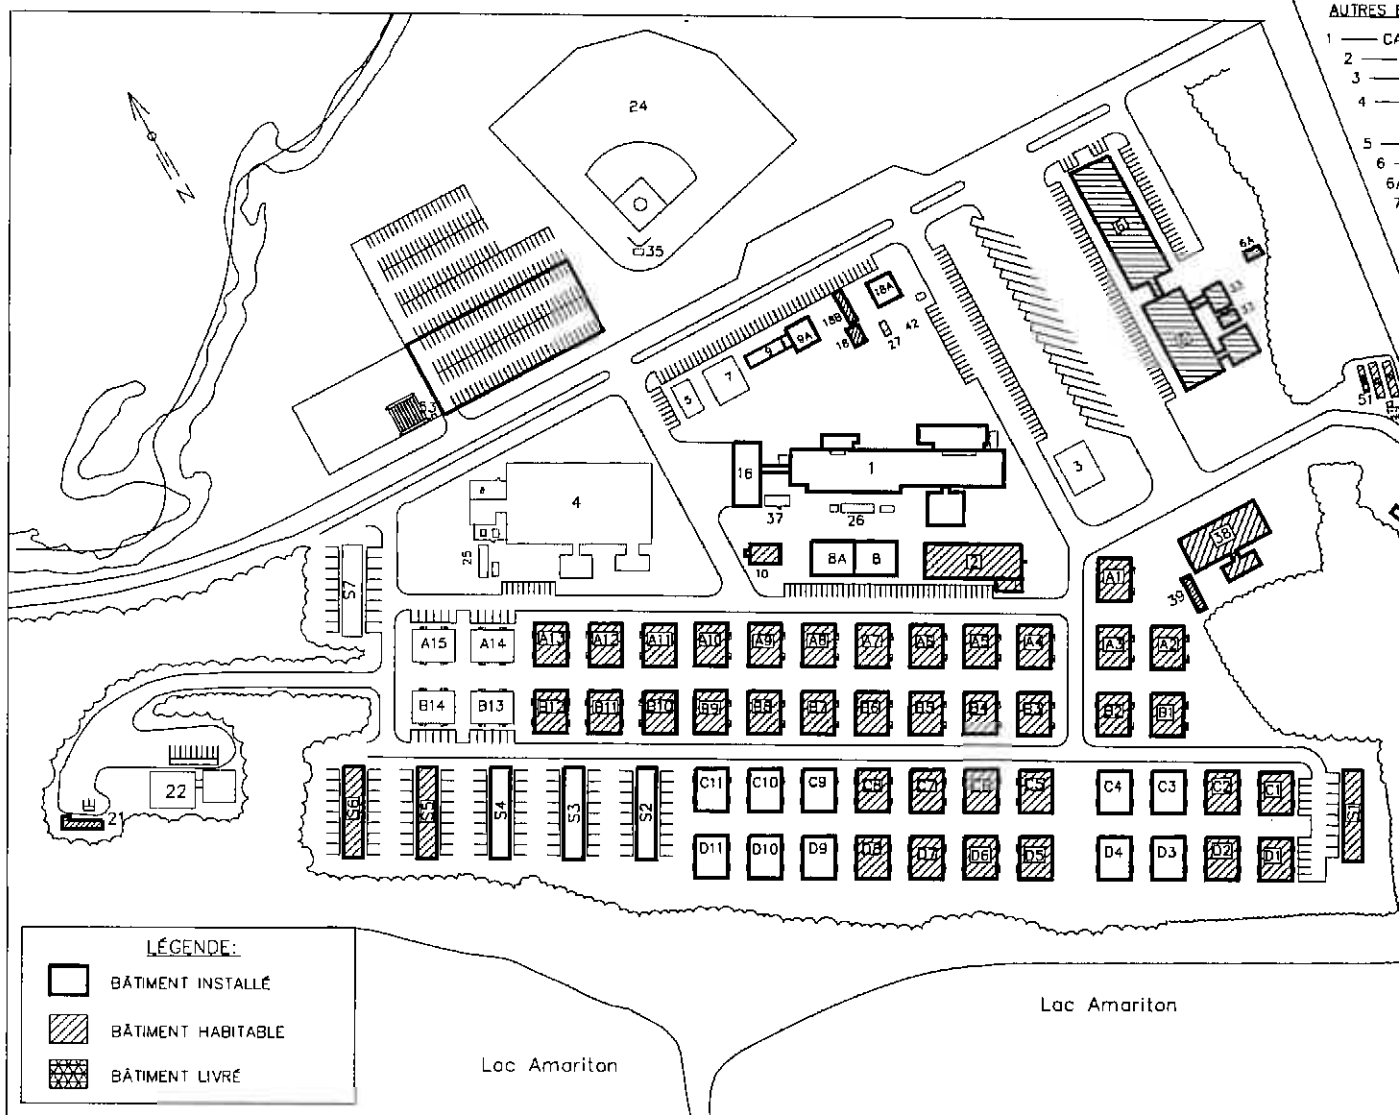 AUTRES
1 — CA
2 —
3 —
4 —
5 —
6 —
7
24
N
35
6A
33
33
18A
18B
18
27
42
9
9A
7
5
53
51
3
16
1
4
37
26
25
10
8A
8
2
38
39
S7
A1
A15
A14
A13
A12
A11
A10
A9
A8
A7
A6
A5
A4
A3
A2
B14
B13
B12
B11
B10
B9
B8
B7
B6
B5
B4
B3
B2
B1
22
21
S6
S5
S4
S3
S2
C11
C10
C9
C8
C7
C6
C5
C4
C3
C2
C1
S1
D11
D10
D9
D8
D7
D6
D5
D4
D3
D2
D1
LÉGENDE:
BÂTIMENT INSTALLÉ
BÂTIMENT HABITABLE
BÂTIMENT LIVRÉ
Lac Amariton
Lac Amariton